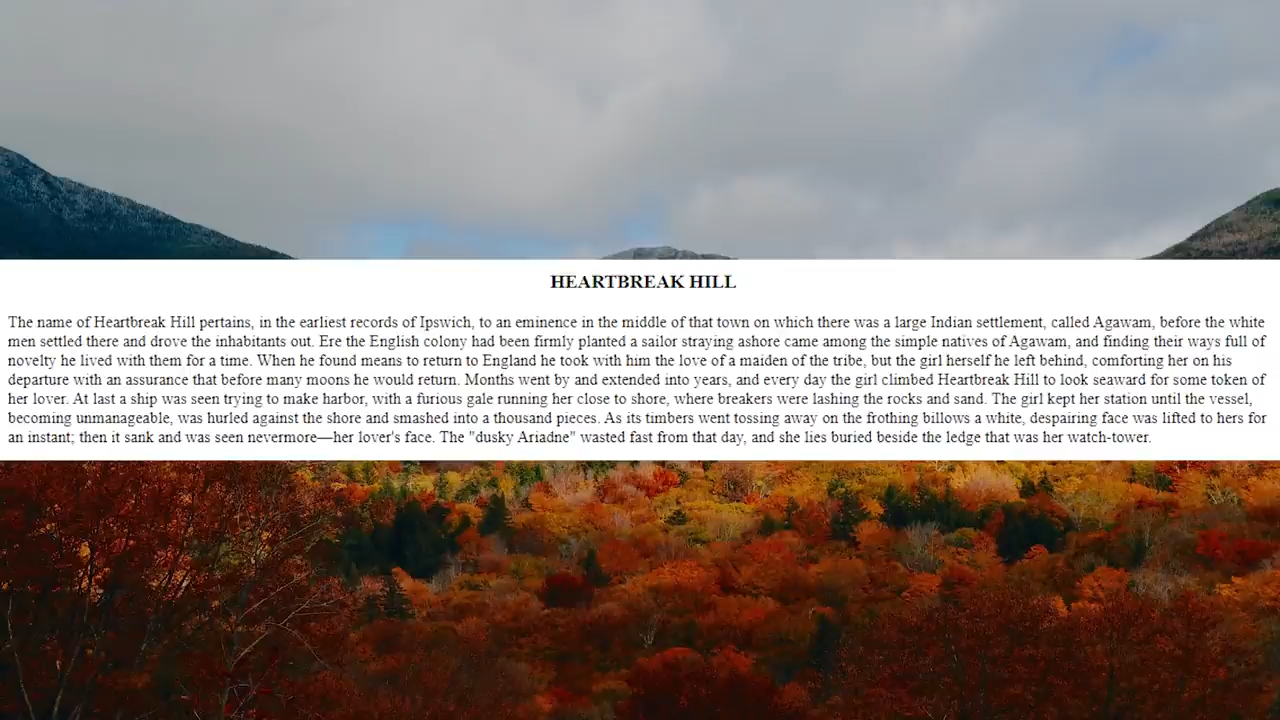 HEARTBREAK HILL
The name of Heartbreak Hill pertains, in the earliest records of Ipswich, to an eminence in the middle of that town on which there was a large Indian settlement, called Agawam, before the white
men settled there and drove the inhabitants out. Ere the English colony had been firmly planted a sailor straying ashore came among the simple natives of Agawam, and finding their ways full of
novelty he lived with them for a time. When he found means to return to England he took with him the love of a maiden of the tribe, but the girl herself he left behind, comforting her on his
departure with an assurance that before many moons he would return. Months went by and extended into years, and every day the girl climbed Heartbreak Hill to look seaward for some token of
her lover. At last a ship was seen trying to make harbor, with a furious gale running her close to shore, where breakers were lashing the rocks and sand. The girl kept her station until the vessel,
becoming unmanageable, was hurled against the shore and smashed into a thousand pieces. As its timbers went tossing away on the frothing billows a white, despairing face was lifted to hers for
an instant; then it sank and was seen nevermore—her lover's face. The "dusky Ariadne" wasted fast from that day, and she lies buried beside the ledge that was her watch-tower.